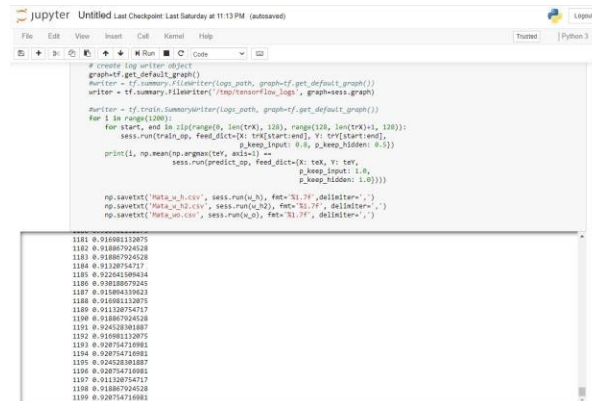 jupyter Untitled Last Checkpoint: Last Saturday at 11:13 PM (autosaved)
Logou
File Edit View Insert Cell Kernel Help
Trusted Python 3
Run Code
# create log writer object
graph=tf.get_default_graph()
#writer = tf.summary.FileWriter(logs_path, graph=tf.get_default_graph())
writer = tf.summary.FileWriter('/tmp/tensorflow_logs', graph=sess.graph)
#writer = tf.train.SummaryWriter(logs_path, graph=tf.get_default_graph())
for i in range(1200):
for start, end in zip(range(0, len(trX), 128), range(128, len(trX)+1, 128)):
sess.run(train_op, feed_dict={X: trX[start:end], Y: trY[start:end],
p_keep_input: 0.8, p_keep_hidden: 0.5})
print(i, np.mean(np.argmax(teY, axis=1) ==
sess.run(predict_op, feed_dict={X: teX, Y: teY,
p_keep_input: 1.0,
p_keep_hidden: 1.0})))
np.savetxt('Mata_w_h.csv', sess.run(w_h), fmt='%1.7f',delimiter=',')
np.savetxt('Mata_w_h2.csv', sess.run(w_h2), fmt='%1.7f', delimiter=',')
np.savetxt('Mata_wo.csv', sess.run(w_o), fmt='%1.7f', delimiter=',')
1181 0.916981132075
1182 0.918867924528
1183 0.918867924528
1184 0.91320754717
1185 0.922641509434
1186 0.930188679245
1187 0.915094339623
1188 0.916981132075
1189 0.911320754717
1190 0.918867924528
1191 0.924528301887
1192 0.916981132075
1193 0.920754716981
1194 0.920754716981
1195 0.924528301887
1196 0.920754716981
1197 0.911320754717
1198 0.918867924528
1199 0.920754716981